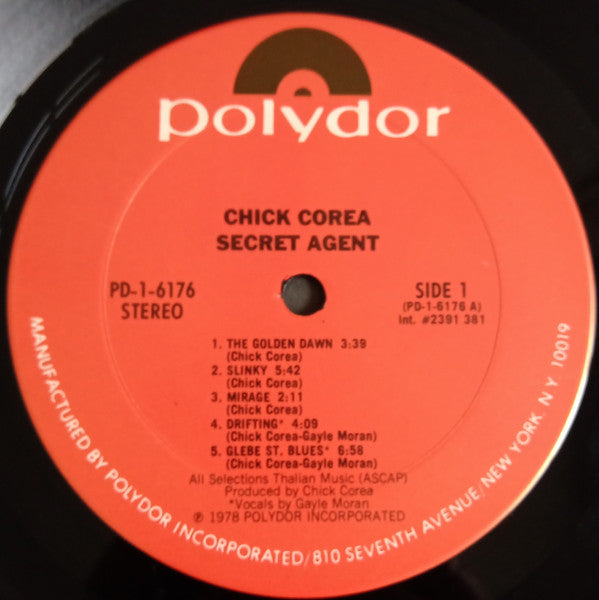 polydor
CHICK COREA
SECRET AGENT
PD-1-6176
STEREO
SIDE 1
(PD-1-6176 A)
Int. #2391 381
1. THE GOLDEN DAWN 3:39
(Chick Corea)
2. SLINKY 5:42
(Chick Corea)
3. MIRAGE 2:11
(Chick Corea)
4. DRIFTING* 4:09
(Chick Corea-Gayle Moran)
5. GLEBE ST. BLUES* 6:58
(Chick Corea-Gayle Moran)
All Selections Thalian Music (ASCAP)
Produced by Chick Corea
*Vocals by Gayle Moran
℗ 1978 POLYDOR INCORPORATED
MANUFACTURED BY POLYDOR INCORPORATED/810 SEVENTH AVENUE/NEW YORK. N Y 10019